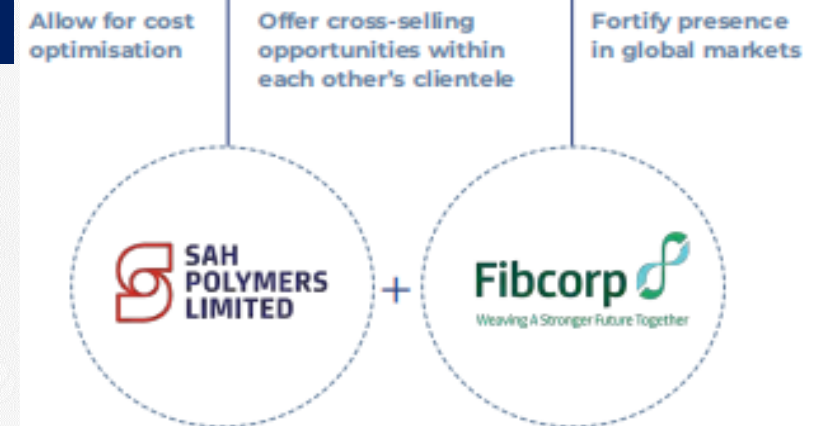 Allow for cost
optimisation
Offer cross-selling
opportunities within
each other's clientele
Fortify presence
in global markets
SAH
POLYMERS
LIMITED
+
Fibcorp
Weaving A Stronger Future Together